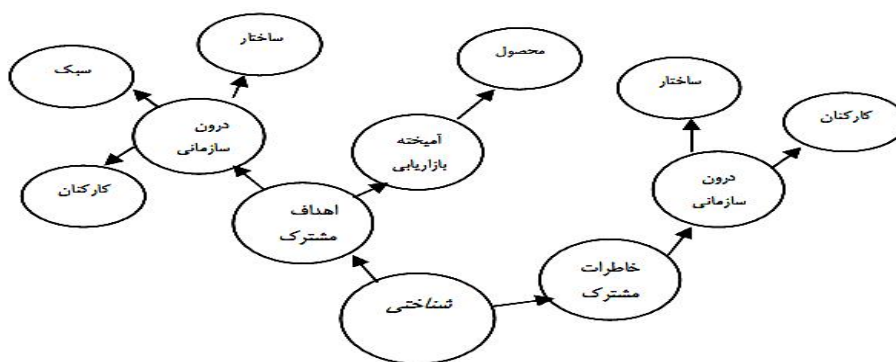 ساختار
محصول
سبک
ساختار
کارکنان
درون
سازمانی
آمیخته
بازاریابی
کارکنان
درون
سازمانی
اهداف
مشترک
خاطرات
مشترک
شناختی